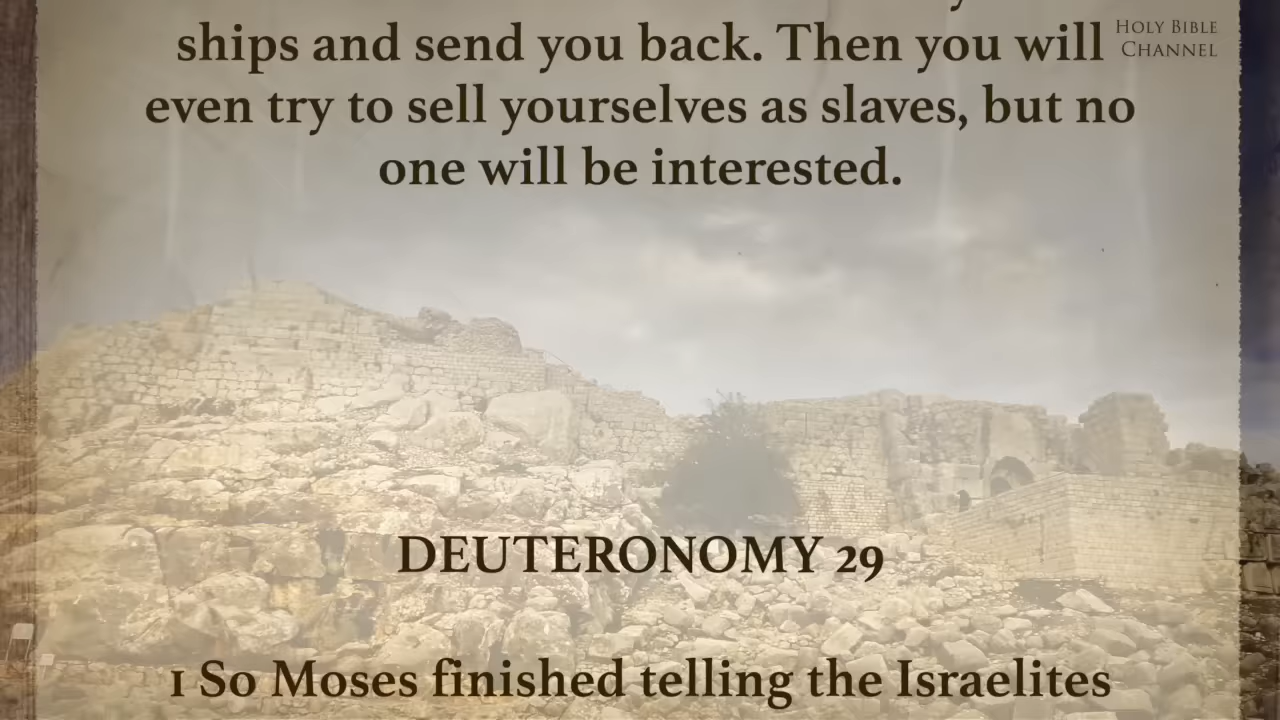 ships and send you back. Then you will
even try to sell yourselves as slaves, but no
one will be interested.
HOLY BIBLE
CHANNEL
DEUTERONOMY 29
1 So Moses finished telling the Israelites